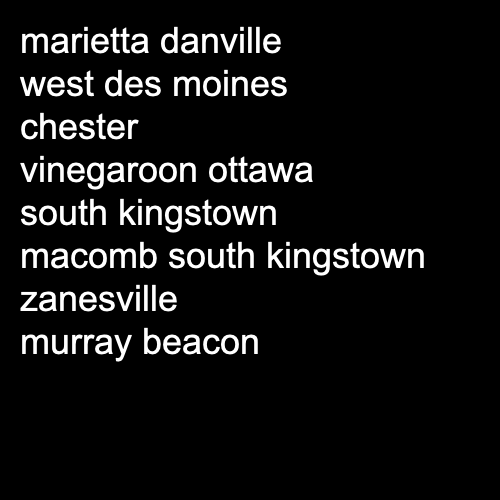 marietta danville
west des moines
chester
vinegaroon ottawa
south kingstown
macomb south kingstown
zanesville
murray beacon